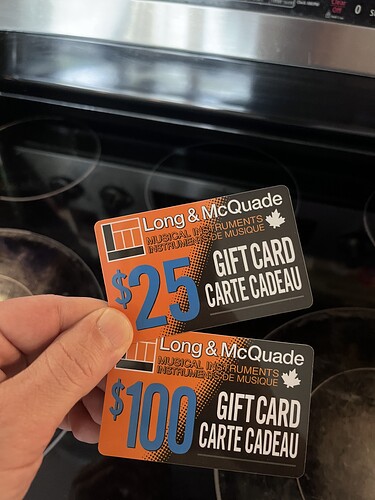 0
Long & McQuade
MUSICAL INSTRUMENTS
INSTRUMENTS DE MUSIQUE
$25
GIFT CARD
CARTE CADEAU
Long & McQuade
MUSICAL INSTRUMENTS
INSTRUMENTS DE MUSIQUE
$100
GIFT CARD
CARTE CADEAU